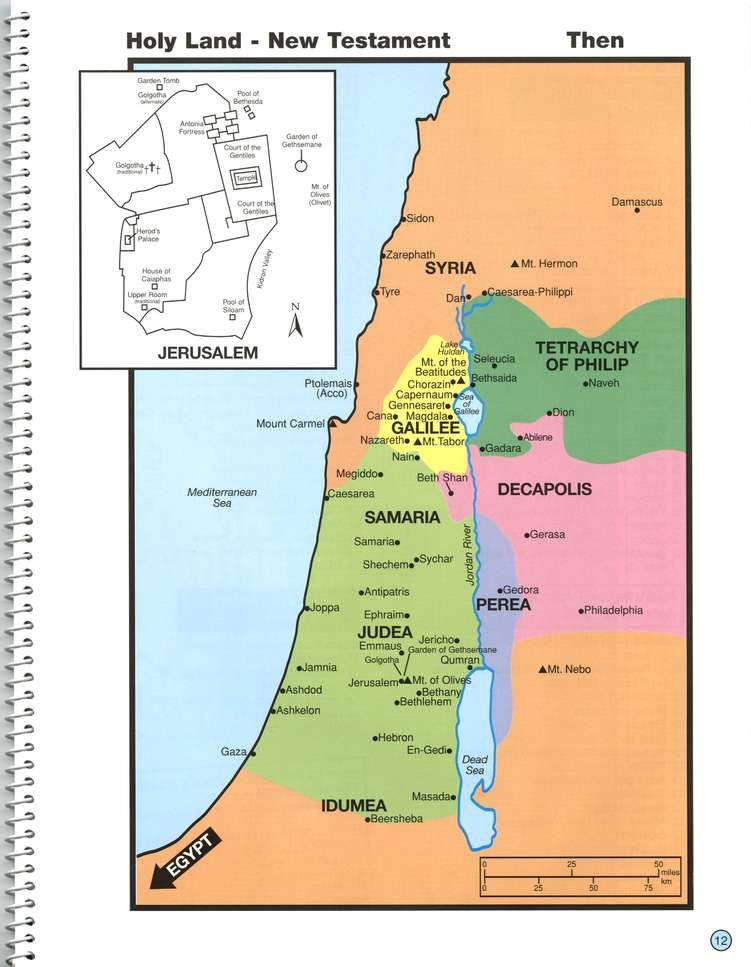 Holy Land - New Testament
Then
Garden Tomb
Golgotha
(alternate)
Pool of
Bethesda
Antonia
Fortress
Garden of
Gethsemane
Court of the
Gentiles
Golgotha
(traditional)
Temple
Mt. of
Olives
(Olivet)
Court of the
Gentiles
Herod's
Palace
Kidron Valley
House of
Caiaphas
Upper Room
(traditional)
Pool of
Siloam
N
JERUSALEM
Damascus
Sidon
Zarephath
SYRIA
Mt. Hermon
Tyre
Dan
Caesarea-Philippi
Lake
Huldah
TETRARCHY
OF PHILIP
Seleucia
Mt. of the
Beatitudes
Ptolemais
(Acco)
Chorazin
Bethsaida
Naveh
Capernaum
Sea
of
Galilee
Gennesaret
Cana
Magdala
Dion
Mount Carmel
GALILEE
Abilene
Nazareth
Mt.Tabor
Gadara
Nain
Megiddo
Beth Shan
DECAPOLIS
Mediterranean
Sea
Caesarea
SAMARIA
Jordan River
Gerasa
Samaria
Sychar
Shechem
Antipatris
Gedora
PEREA
Joppa
Ephraim
Philadelphia
JUDEA
Jericho
Emmaus
Garden of Gethsemane
Golgotha
Qumran
Jamnia
Mt. Nebo
Jerusalem
Mt. of Olives
Ashdod
Bethany
Bethlehem
Ashkelon
Hebron
Gaza
En-Gedi
Dead
Sea
Masada
IDUMEA
Beersheba
EGYPT
0 25 50
miles
km
0 25 50 75
12